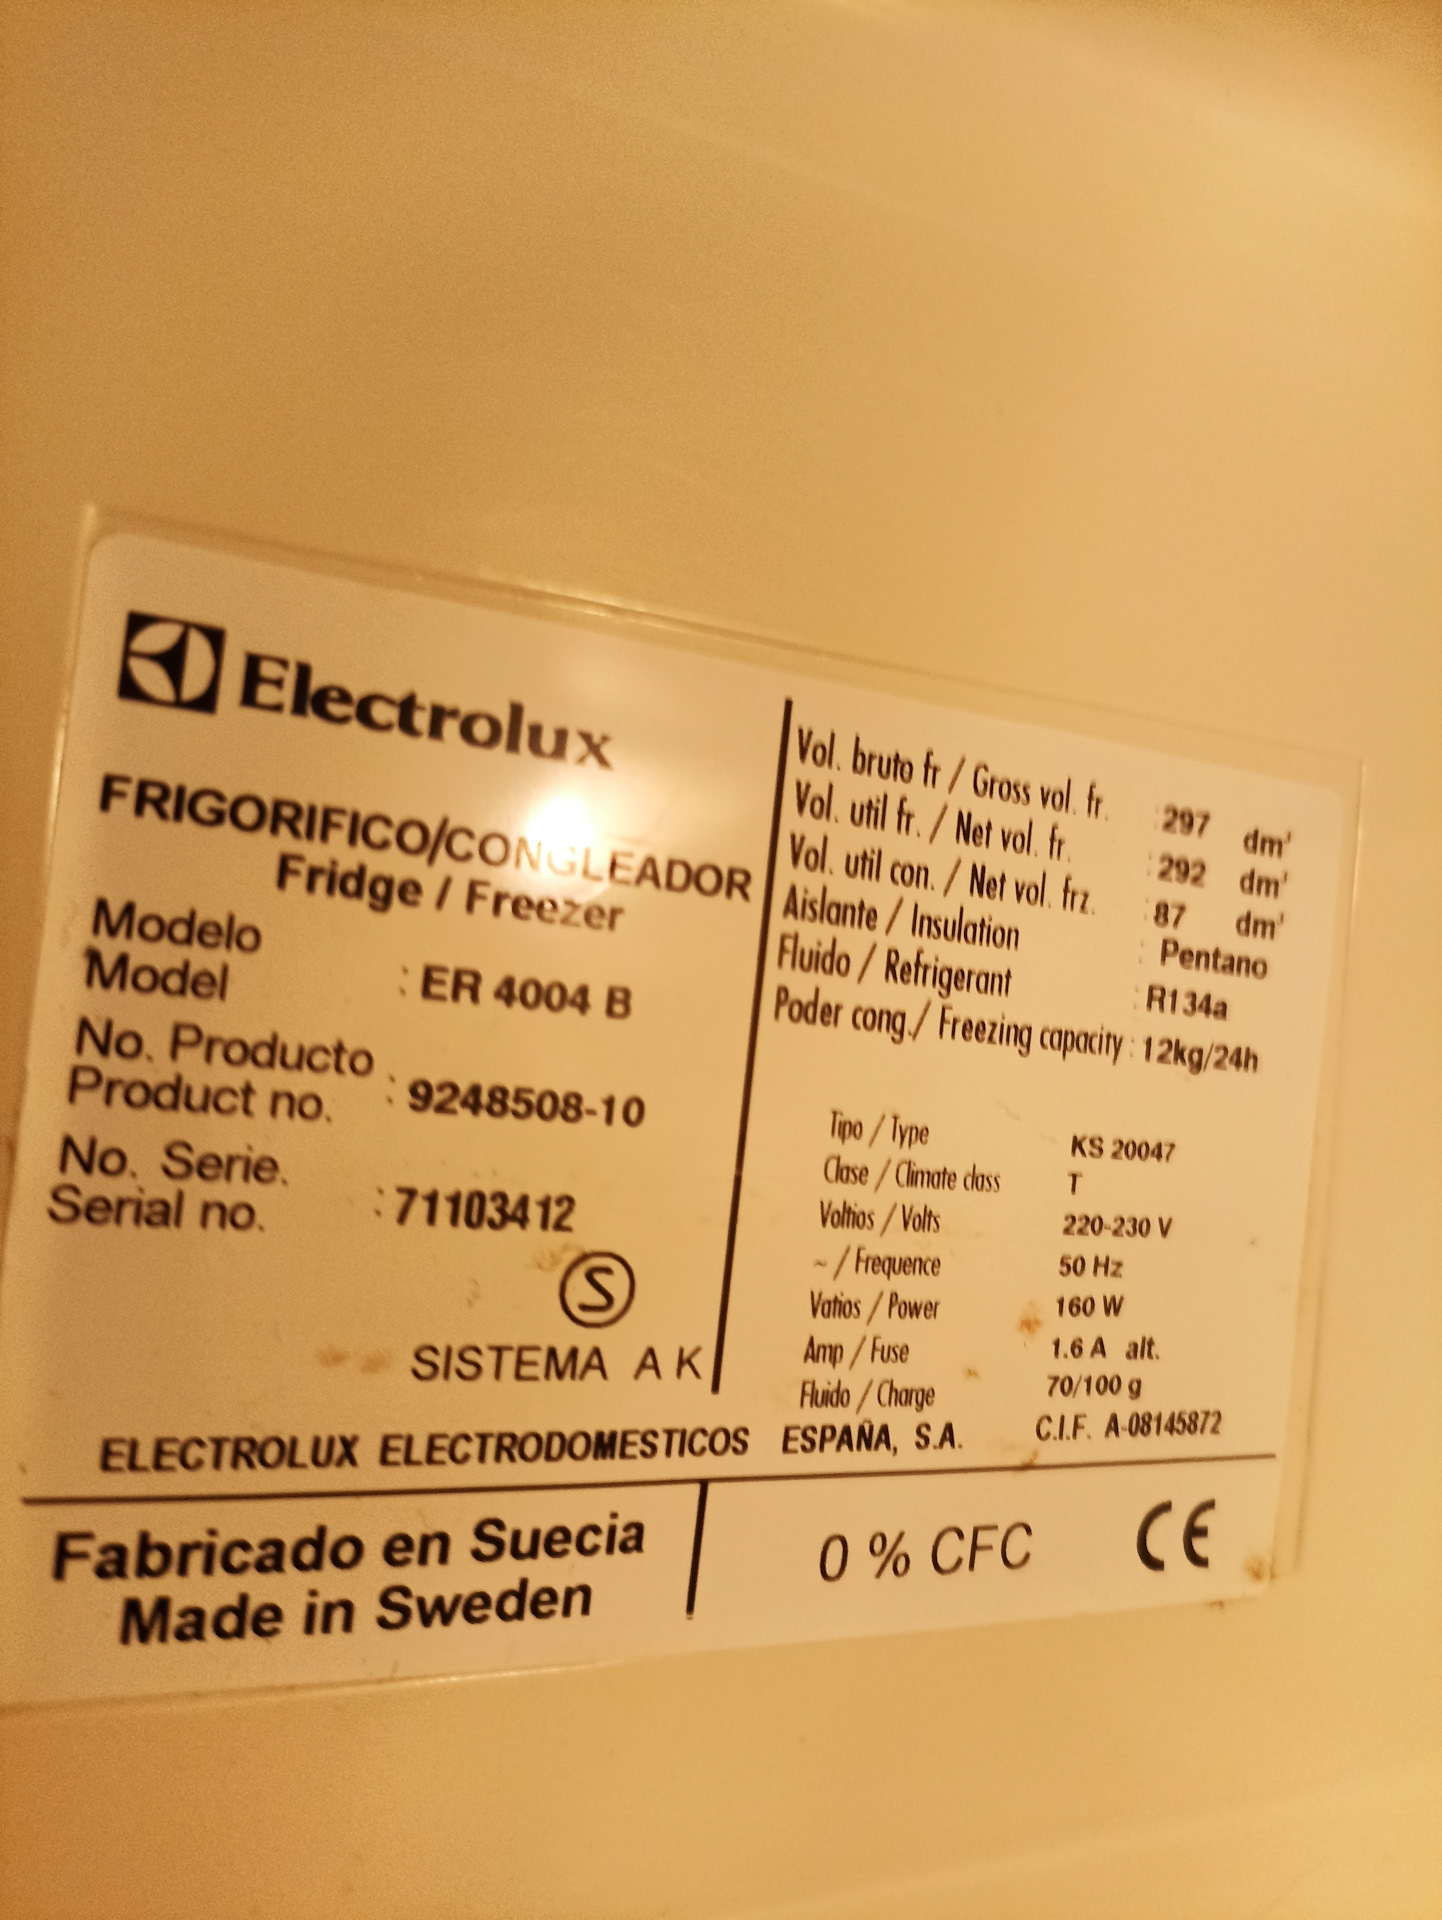 Electrolux
FRIGORIFICO/CONGLEADOR
Fridge / Freezer
Modelo
Model : ER 4004 B
No. Producto
Product no. : 9248508-10
No. Serie.
Serial no. : 71103412
S
SISTEMA A K
Vol. bruto fr / Gross vol. fr. : 297 dm³
Vol. util fr. / Net vol. fr. : 292 dm³
Vol. util con. / Net vol. frz. : 87 dm³
Aislante / Insulation : Pentano
Fluido / Refrigerant : R134a
Poder cong./ Freezing capacity : 12kg/24h
Tipo / Type KS 20047
Clase / Climate class T
Voltios / Volts 220-230 V
~ / Frequence 50 Hz
Vatios / Power 160 W
Amp / Fuse 1.6 A alt.
Fluido / Charge 70/100 g
ELECTROLUX ELECTRODOMESTICOS ESPAÑA, S.A. C.I.F. A-08145872
Fabricado en Suecia
Made in Sweden
0 % CFC CE